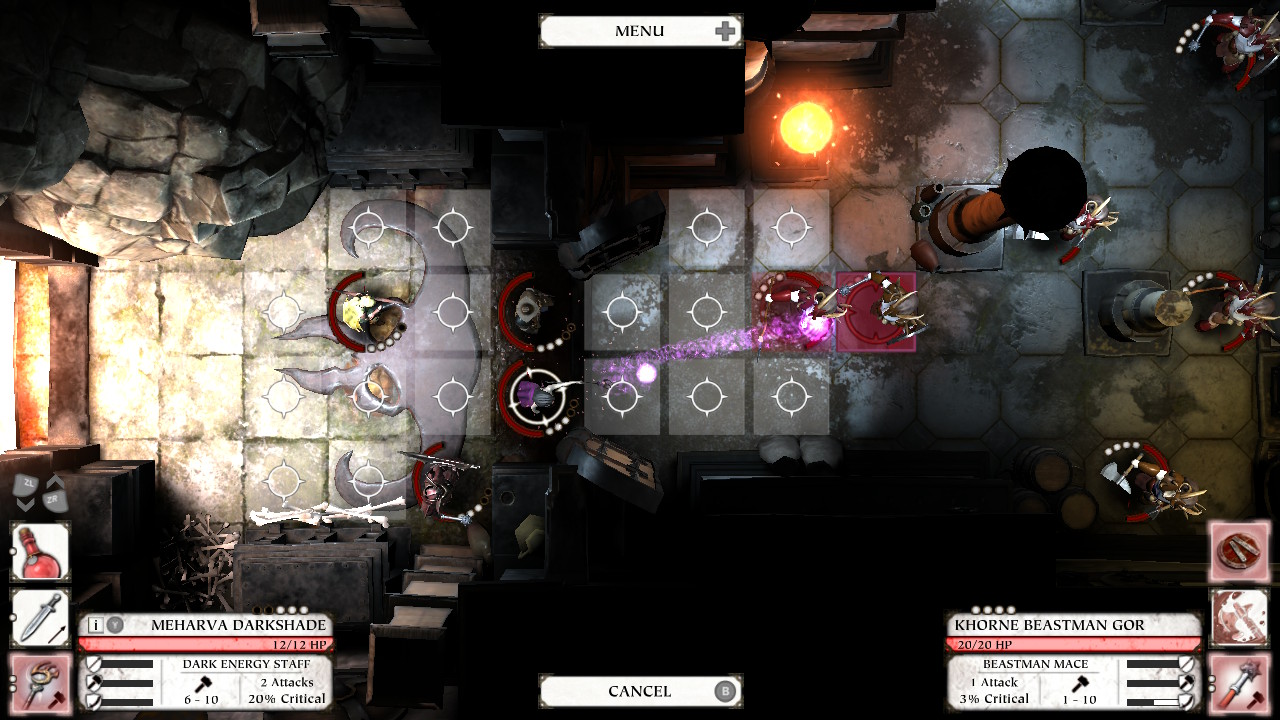 MENU
ZL
ZR
i Y MEHARVA DARKSHADE
12/12 HP
DARK ENERGY STAFF
2 Attacks
6 - 10
20% Critical
CANCEL B
KHORNE BEASTMAN GOR
20/20 HP
BEASTMAN MACE
1 Attack
3% Critical
1 - 10